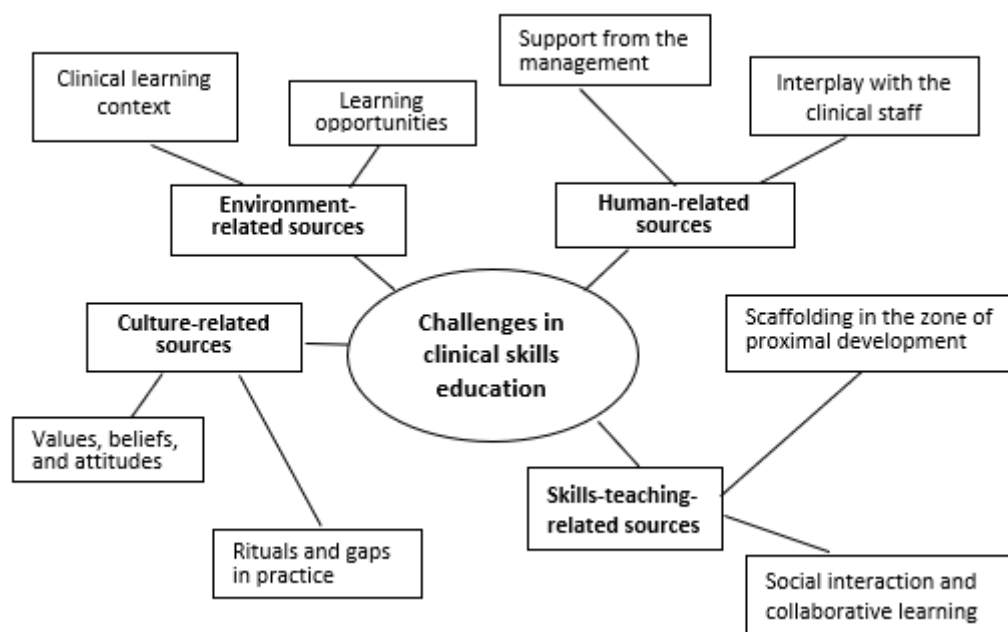 Support from the
management
Clinical learning
context
Learning
opportunities
Interplay with the
clinical staff
Environment-
related sources
Human-related
sources
Culture-related
sources
Challenges in
clinical skills
education
Scaffolding in the zone of
proximal development
Values, beliefs,
and attitudes
Skills-teaching-
related sources
Rituals and gaps
in practice
Social interaction and
collaborative learning